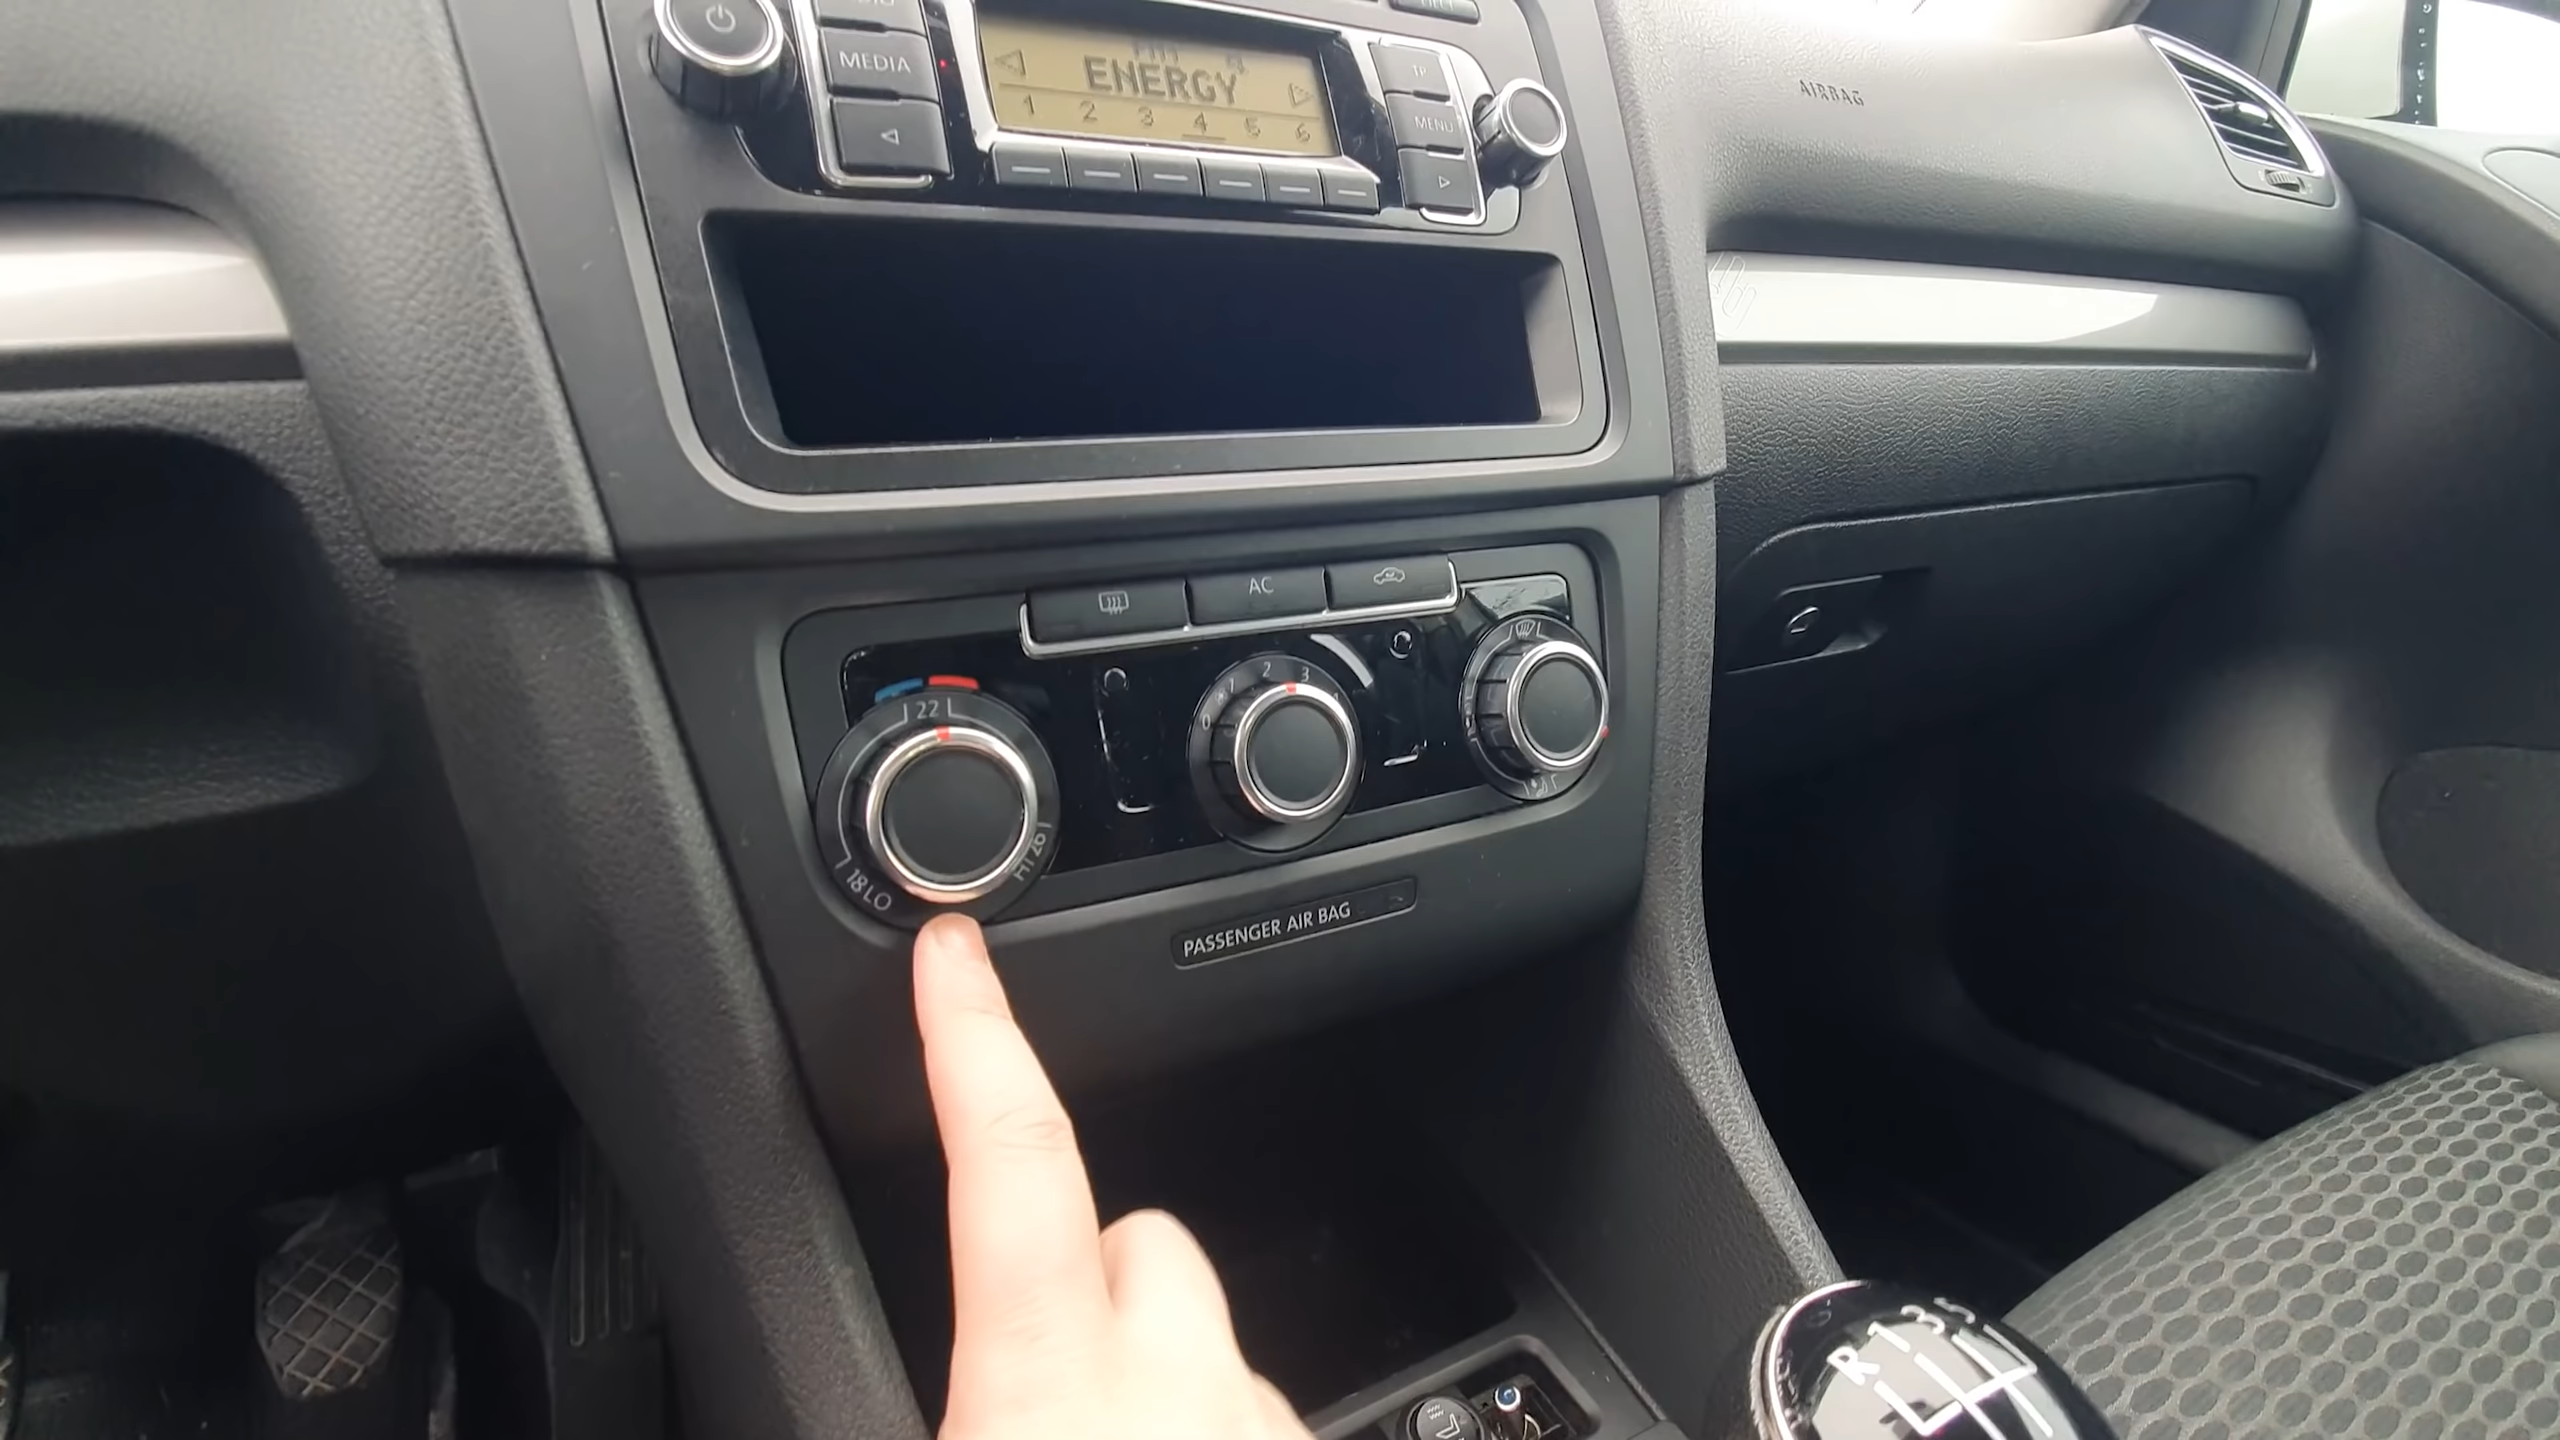 MEDIA
ENERGY
1 2 3 4 5 6
TP
MENU
AIRBAG
AC
22
18 LO
HI 26
0 1 2 3
PASSENGER AIR BAG
R 1 3 5